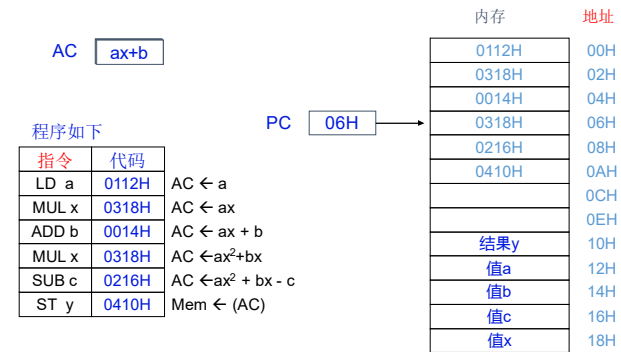 内存 地址
AC ax+b
0112H 00H
0318H 02H
0014H 04H
PC 06H 0318H 06H
0216H 08H
0410H 0AH
0CH
0EH
结果y 10H
值a 12H
值b 14H
值c 16H
值x 18H
程序如下
指令 代码
LD a 0112H AC ← a
MUL x 0318H AC ← ax
ADD b 0014H AC ← ax + b
MUL x 0318H AC ←ax²+bx
SUB c 0216H AC ←ax² + bx - c
ST y 0410H Mem ← (AC)